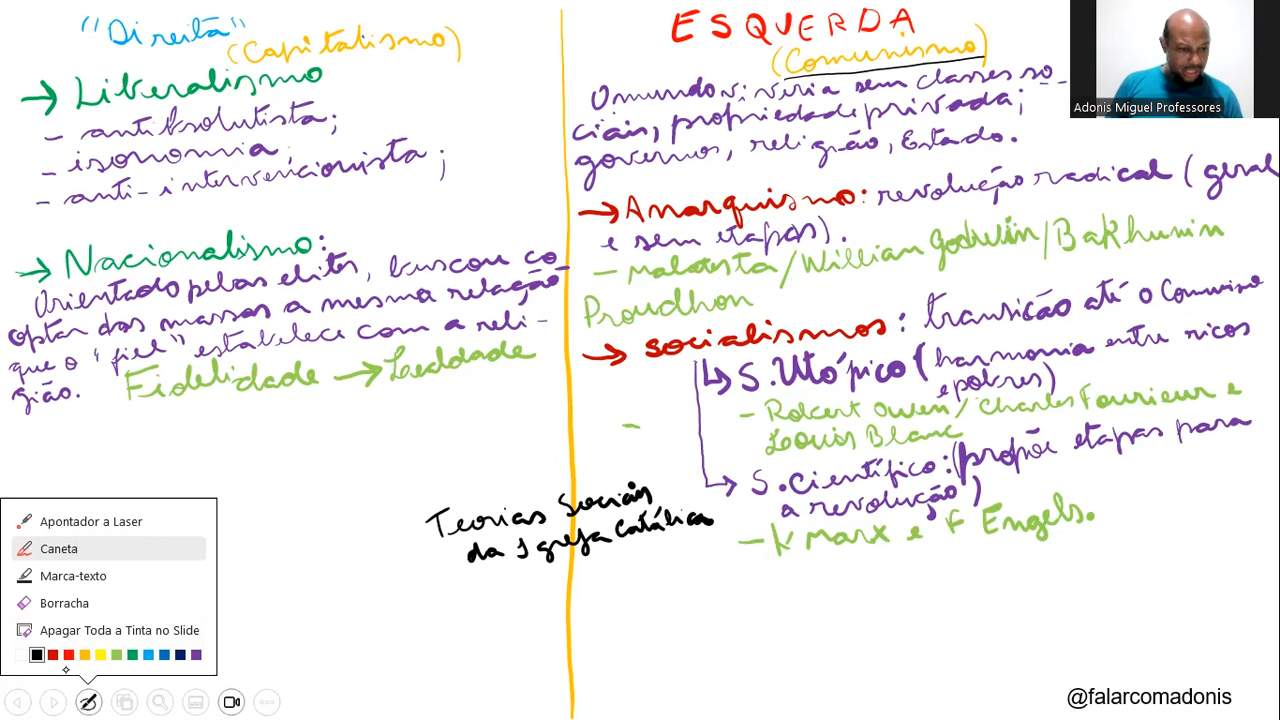 "Direita"
(Capitalismo)
→ Liberalismo
- antiabsolutista;
- isonomia;
- anti-intervencionista;
→ Nacionalismo:
Orientado pelas elites, buscou co-
optar das massas a mesma relação
que o "fiel" estabelece com a reli-
gião.
Fidelidade → Lealdade
ESQUERDA
(Comunismo)
O mundo viveria sem classes so-
ciais, propriedade privada;
governos, religião, Estado.
→ Anarquismo: revolução radical (geral
e sem etapas).
- Malatesta / Willian Godwin / Bakhunin
Proudhon
→ socialismos: transição até o Comunismo
↳ S. Utópico (harmonia entre ricos
e pobres)
- Robert Owen / Charles Fourieur e
Louis Blanc
-
↳ S. Científico: (propõe etapas para
a revolução)
- K Marx e F Engels.
Teorias Sociais
da Igreja Católica
Adonis Miguel Professores
Apontador a Laser
Caneta
Marca-texto
Borracha
Apagar Toda a Tinta no Slide
@falarcomadonis